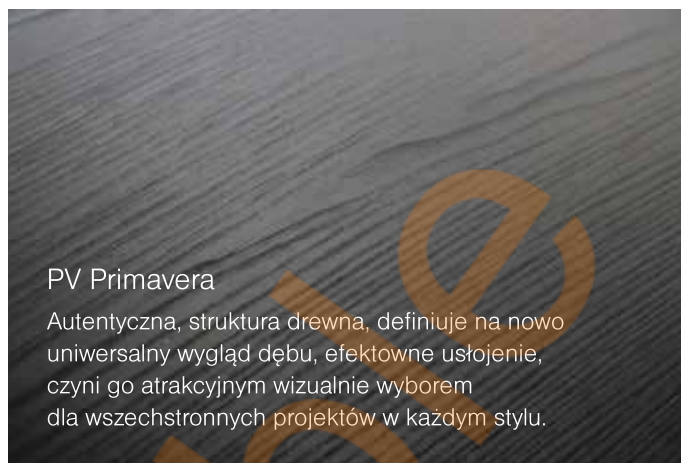 PV Primavera
Autentyczna, struktura drewna, definiuje na nowo
uniwersalny wygląd dębu, efektowne usłojenie,
czyni go atrakcyjnym wizualnie wyborem
dla wszechstronnych projektów w każdym stylu.
ple